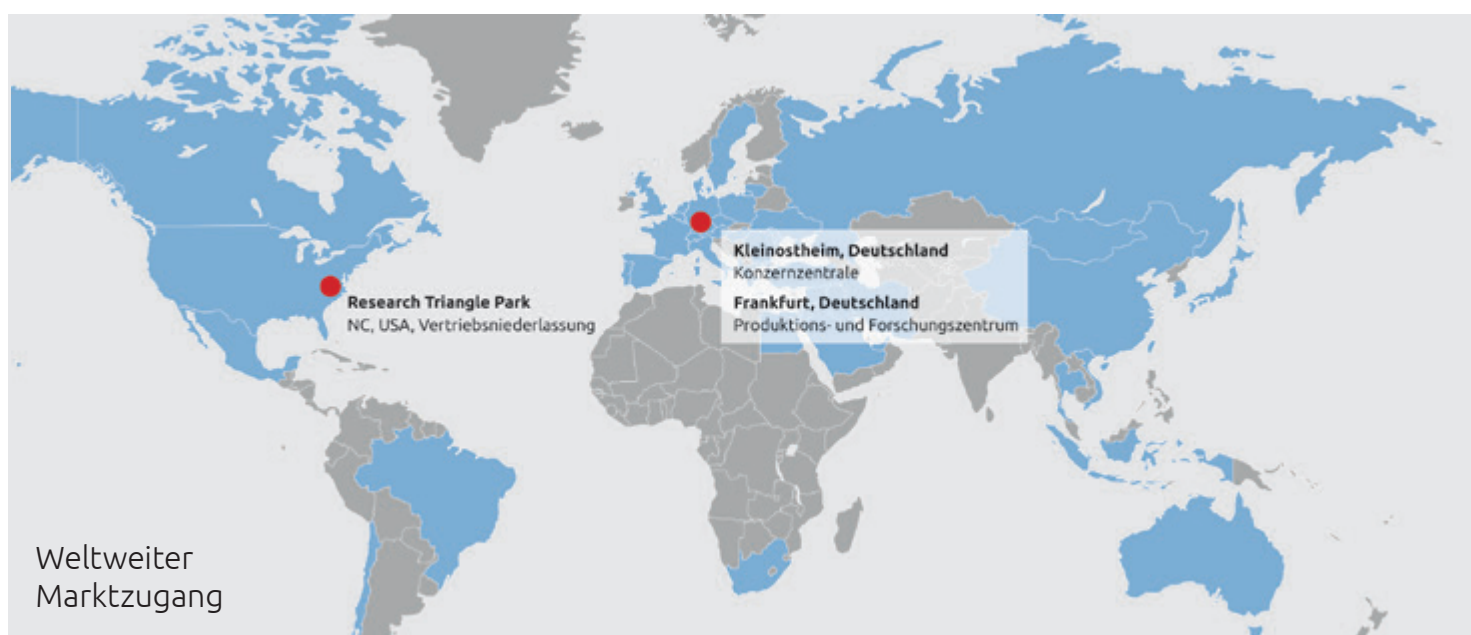 Kleinostheim, Deutschland
Konzernzentrale
Frankfurt, Deutschland
Produktions- und Forschungszentrum
Research Triangle Park
NC, USA, Vertriebsniederlassung
Weltweiter
Marktzugang